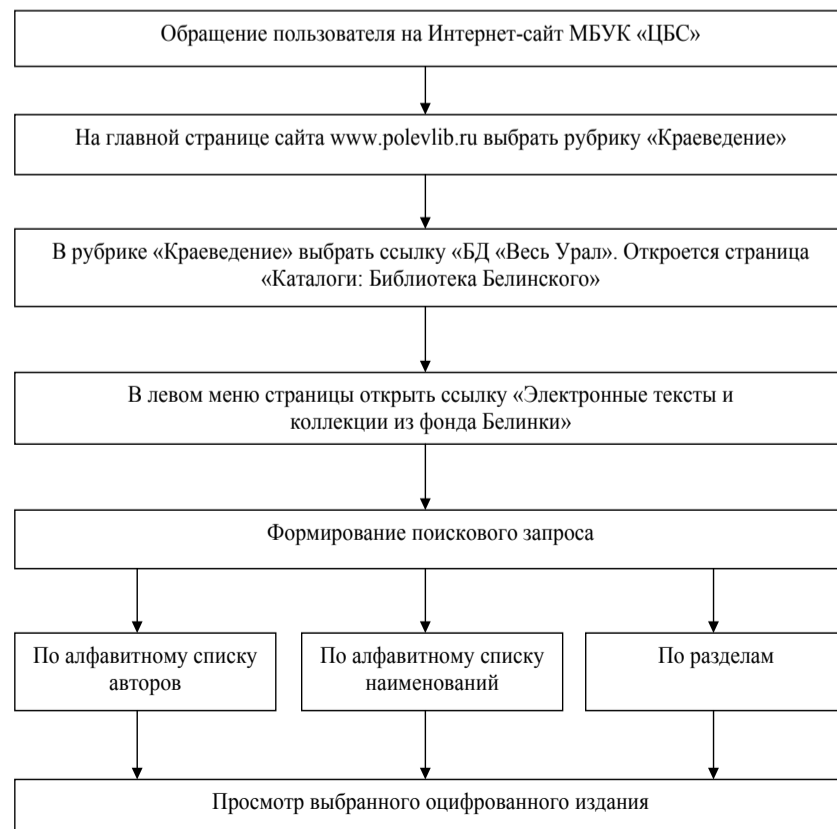 Обращение пользователя на Интернет-сайт МБУК «ЦБС»
На главной странице сайта www.polevlib.ru выбрать рубрику «Краеведение»
В рубрике «Краеведение» выбрать ссылку «БД «Весь Урал». Откроется страница
«Каталоги: Библиотека Белинского»
В левом меню страницы открыть ссылку «Электронные тексты и
коллекции из фонда Белинки»
Формирование поискового запроса
По алфавитному списку
авторов
По алфавитному списку
наименований
По разделам
Просмотр выбранного оцифрованного издания